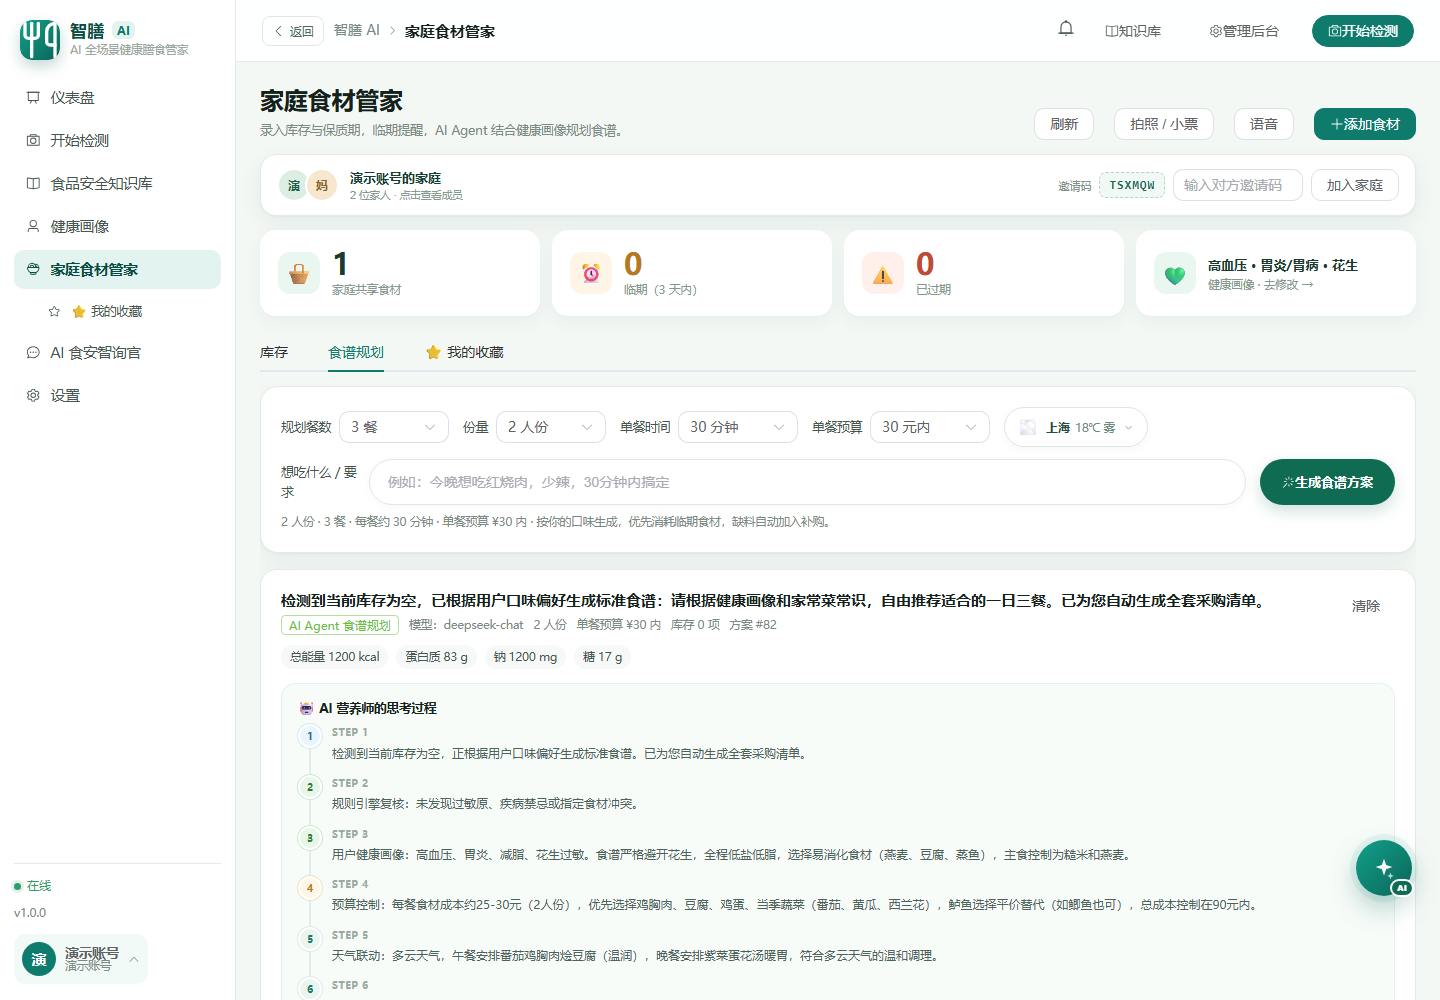 智膳 AI
AI 全场景健康膳食管家
仪表盘
开始检测
食品安全知识库
健康画像
家庭食材管家
我的收藏
AI 食安智询官
设置
在线
v1.0.0
演 演示账号
演示账号
返回 智膳 AI 家庭食材管家
知识库 管理后台 开始检测
家庭食材管家
录入库存与保质期，临期提醒，AI Agent 结合健康画像规划食谱。
刷新 拍照 / 小票 语音 添加食材
演 妈 演示账号的家庭
2 位家人 · 点击查看成员
邀请码 TSXMQW 输入对方邀请码 加入家庭
1
家庭共享食材
0
临期（3 天内）
0
已过期
高血压 • 胃炎/胃病 • 花生
健康画像 · 去修改 →
库存 食谱规划 我的收藏
规划餐数 3 餐 份量 2 人份 单餐时间 30 分钟 单餐预算 30 元内 上海 18℃ 雾
想吃什么 / 要求 例如：今晚想吃红烧肉，少辣，30分钟内搞定 生成食谱方案
2 人份 · 3 餐 · 每餐约 30 分钟 · 单餐预算 ¥30 内 · 按你的口味生成，优先消耗临期食材，缺料自动加入补购。
检测到当前库存为空，已根据用户口味偏好生成标准食谱：请根据健康画像和家常菜常识，自由推荐适合的一日三餐。已为您自动生成全套采购清单。
清除
AI Agent 食谱规划 模型：deepseek-chat 2 人份 单餐预算 ¥30 内 库存 0 项 方案 #82
总能量 1200 kcal 蛋白质 83 g 钠 1200 mg 糖 17 g
AI 营养师的思考过程
1 STEP 1
检测到当前库存为空，正根据用户口味偏好生成标准食谱。已为您自动生成全套采购清单。
2 STEP 2
规则引擎复核：未发现过敏原、疾病禁忌或指定食材冲突。
3 STEP 3
用户健康画像：高血压、胃炎、减脂、花生过敏。食谱严格避开花生，全程低盐低脂，选择易消化食材（燕麦、豆腐、蒸鱼），主食控制为糙米和燕麦。
4 STEP 4
预算控制：每餐食材成本约25-30元（2人份），优先选择鸡胸肉、豆腐、鸡蛋、当季蔬菜（番茄、黄瓜、西兰花），鲈鱼选择平价替代（如鲫鱼也可），总成本控制在90元内。
5 STEP 5
天气联动：多云天气，午餐安排番茄鸡胸肉烩豆腐（温润），晚餐安排紫菜蛋花汤暖胃，符合多云天气的温和调理。
6 STEP 6
AI